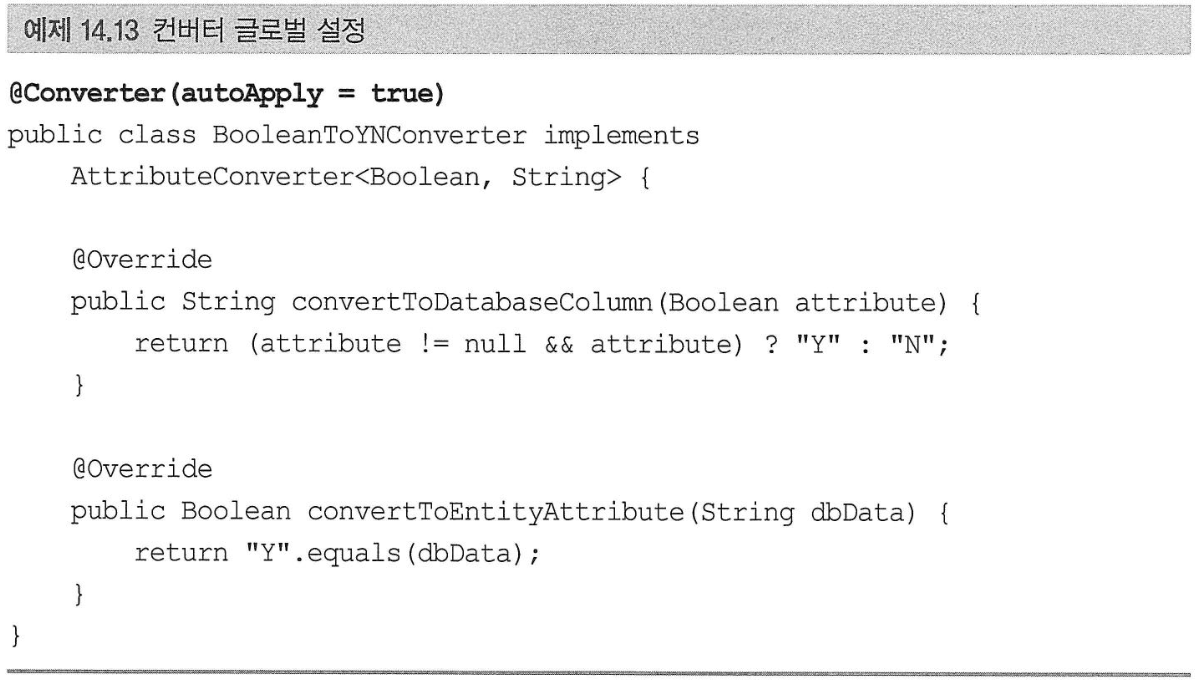 예제 14.13 컨버터 글로벌 설정
@Converter(autoApply = true)
public class BooleanToYNConverter implements
    AttributeConverter<Boolean, String> {
    @Override
    public String convertToDatabaseColumn(Boolean attribute) {
        return (attribute != null && attribute) ? "Y" : "N";
    }
    @Override
    public Boolean convertToEntityAttribute(String dbData) {
        return "Y".equals(dbData);
    }
}